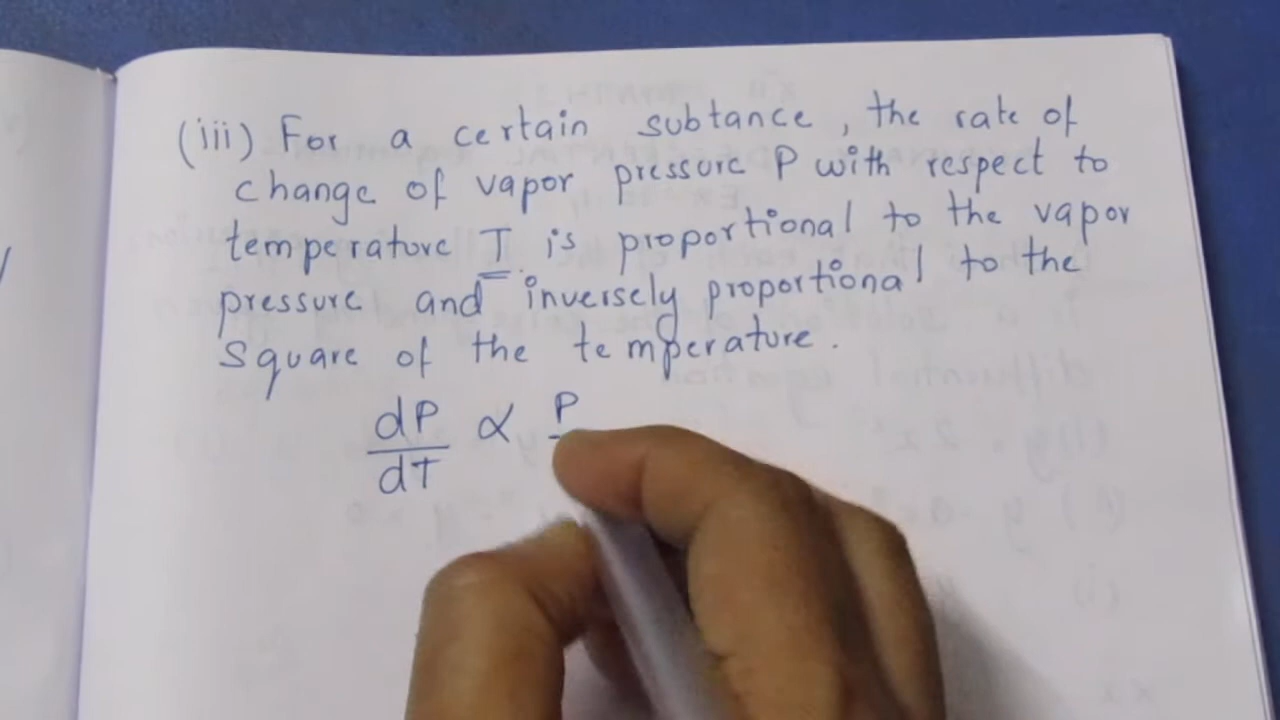 (iii) For a certain subtance, the rate of
change of vapor pressure P with respect to
temperature T is proportional to the vapor
pressure and inversely proportional to the
square of the temperature.
dP/dT ∝ P